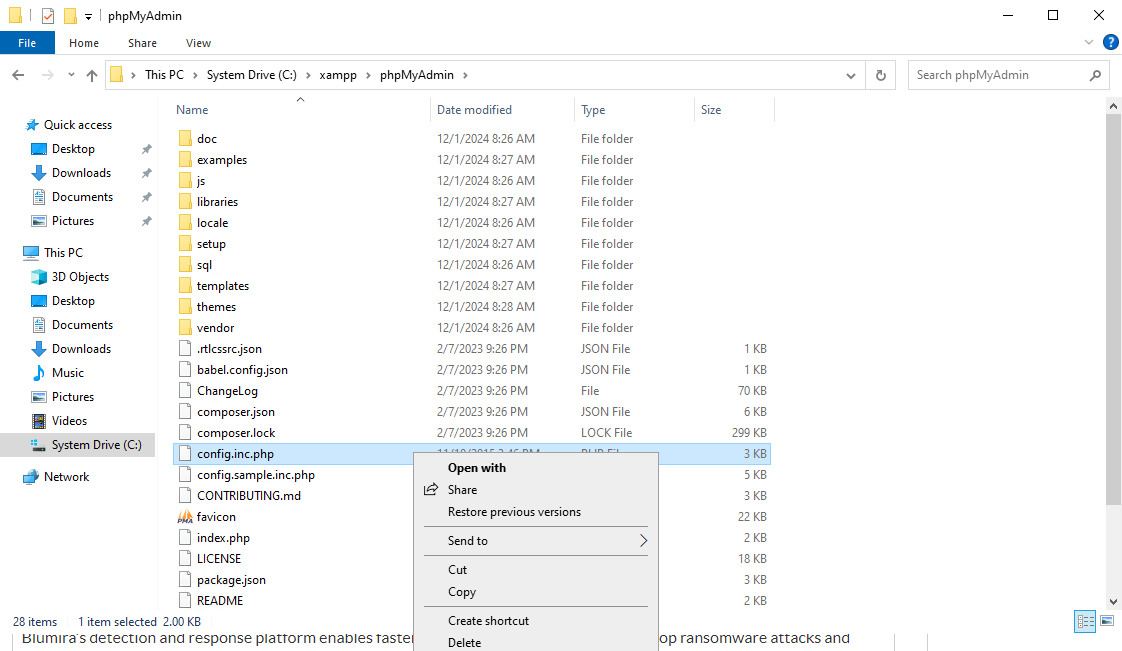 phpMyAdmin
File Home Share View
This PC System Drive (C:) xampp phpMyAdmin Search phpMyAdmin
Name Date modified Type Size
Quick access
Desktop
Downloads
Documents
Pictures
This PC
3D Objects
Desktop
Documents
Downloads
Music
Pictures
Videos
System Drive (C:)
Network
doc 12/1/2024 8:26 AM File folder
examples 12/1/2024 8:27 AM File folder
js 12/1/2024 8:26 AM File folder
libraries 12/1/2024 8:27 AM File folder
locale 12/1/2024 8:26 AM File folder
setup 12/1/2024 8:27 AM File folder
sql 12/1/2024 8:26 AM File folder
templates 12/1/2024 8:27 AM File folder
themes 12/1/2024 8:28 AM File folder
vendor 12/1/2024 8:26 AM File folder
.rtlcssrc.json 2/7/2023 9:26 PM JSON File 1 KB
babel.config.json 2/7/2023 9:26 PM JSON File 1 KB
ChangeLog 2/7/2023 9:26 PM File 70 KB
composer.json 2/7/2023 9:26 PM JSON File 6 KB
composer.lock 2/7/2023 9:26 PM LOCK File 299 KB
config.inc.php 3 KB
config.sample.inc.php 5 KB
CONTRIBUTING.md 3 KB
PMA favicon 22 KB
index.php 2 KB
LICENSE 18 KB
package.json 3 KB
README 2 KB
Open with
Share
Restore previous versions
Send to
Cut
Copy
Create shortcut
Delete
28 items 1 item selected 2.00 KB
Blumira's detection and response platform enables faster op ransomware attacks and